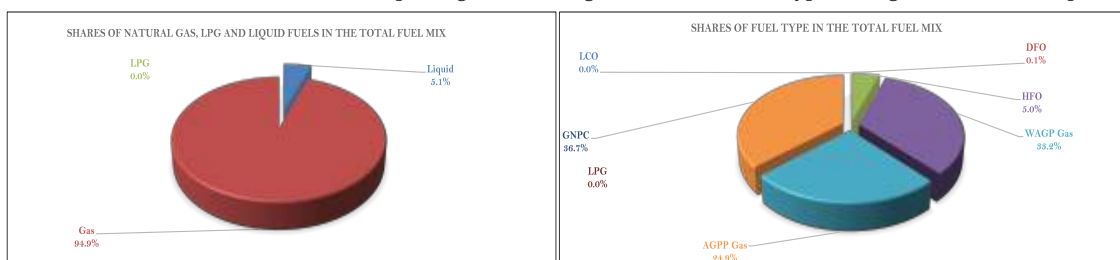 SHARES OF NATURAL GAS, LPG AND LIQUID FUELS IN THE TOTAL FUEL MIX
LPG
0.0%
Liquid
5.1%
Gas
94.9%
SHARES OF FUEL TYPE IN THE TOTAL FUEL MIX
LCO
0.0%
DFO
0.1%
HFO
5.0%
GNPC
36.7%
WAGP Gas
33.2%
LPG
0.0%
AGPP Gas
24.9%